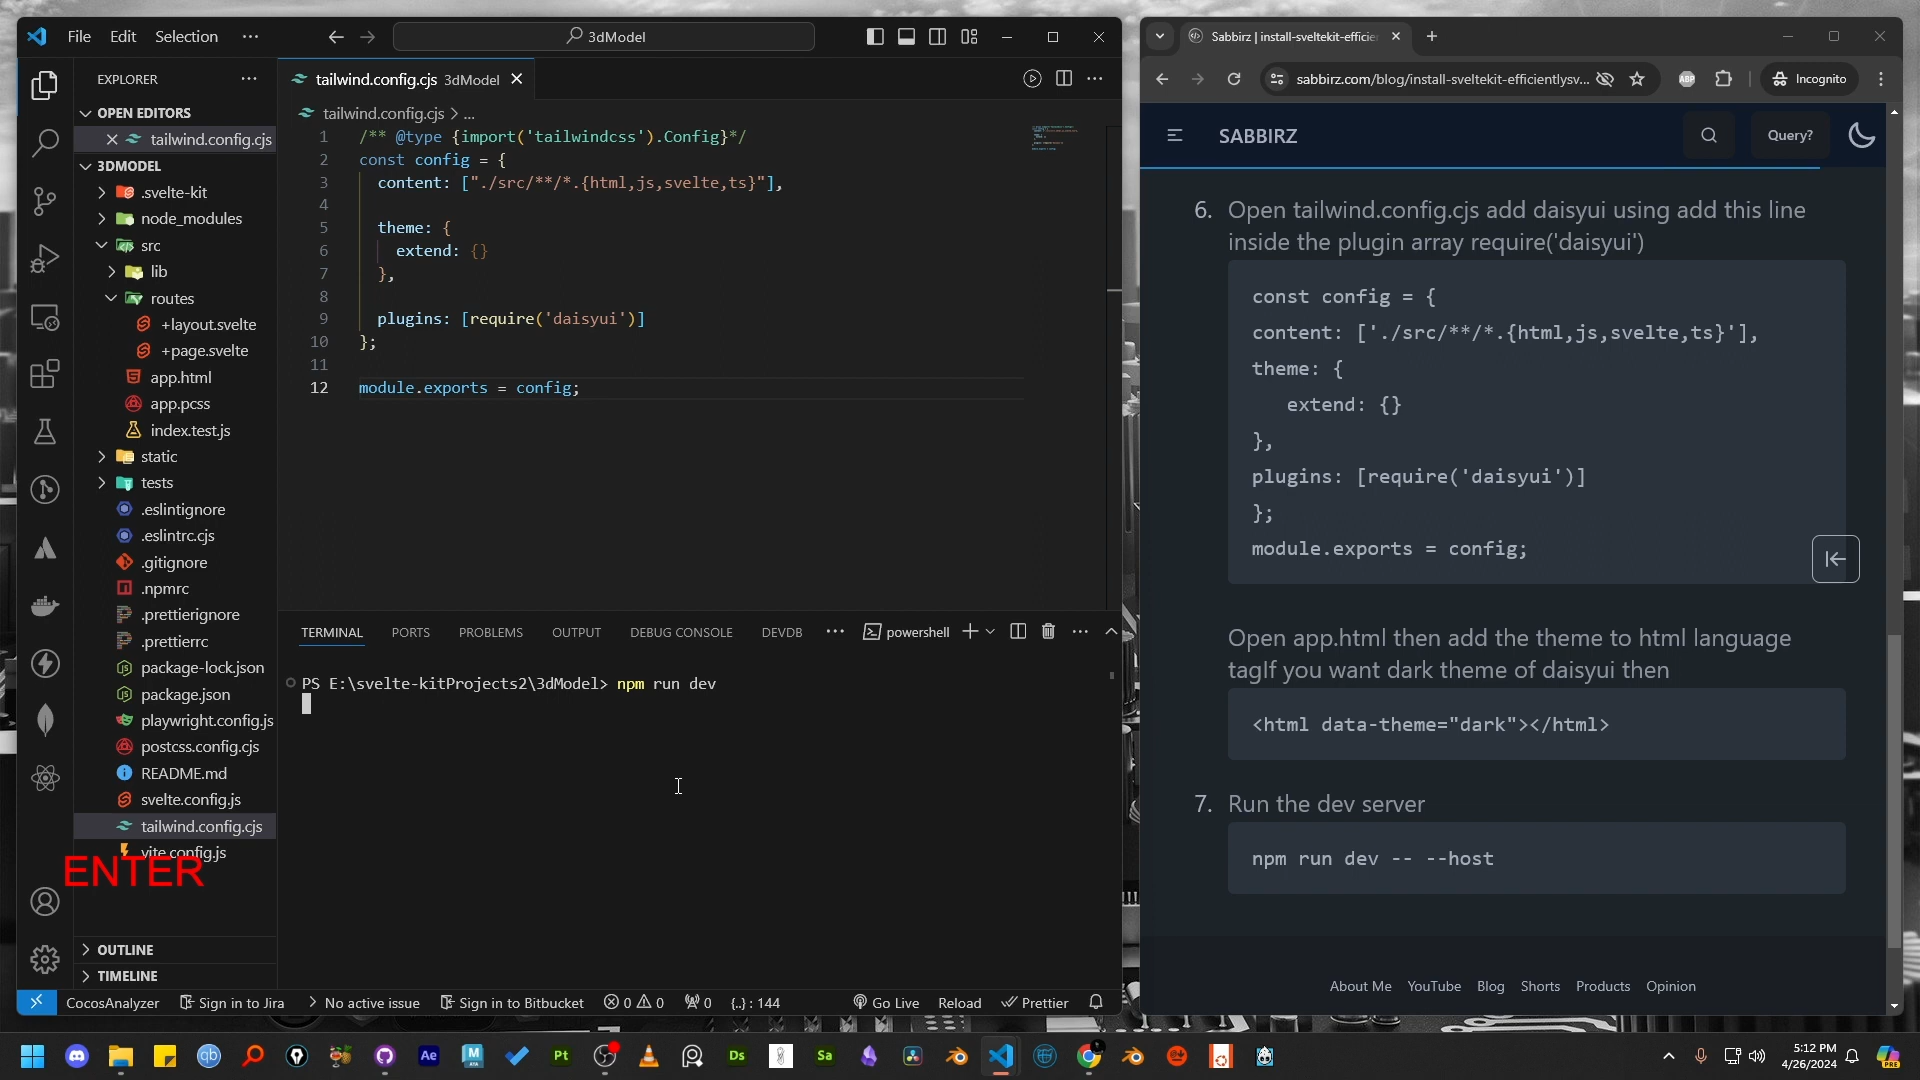 File Edit Selection
3dModel
EXPLORER
OPEN EDITORS
tailwind.config.cjs
3DMODEL
.svelte-kit
node_modules
src
lib
routes
+layout.svelte
+page.svelte
app.html
app.pcss
index.test.js
static
tests
.eslintignore
.eslintrc.cjs
.gitignore
.npmrc
.prettierignore
.prettierrc
package-lock.json
package.json
playwright.config.js
postcss.config.cjs
README.md
svelte.config.js
tailwind.config.cjs
vite.config.js
ENTER
OUTLINE
TIMELINE
tailwind.config.cjs 3dModel
tailwind.config.cjs > ...
1 /** @type {import('tailwindcss').Config}*/
2 const config = {
3 content: ["./src/**/*.{html,js,svelte,ts}"],
4
5 theme: {
6 extend: {}
7 },
8
9 plugins: [require('daisyui')]
10 };
11
12 module.exports = config;
TERMINAL PORTS PROBLEMS OUTPUT DEBUG CONSOLE DEVDB powershell
PS E:\svelte-kitProjects2\3dModel> npm run dev
CocosAnalyzer Sign in to Jira No active issue Sign in to Bitbucket 0 0 0 {..} : 144 Go Live Reload Prettier
Sabbirz | install-sveltekit-efficie
sabbirz.com/blog/install-sveltekit-efficientlysv...
ABP
Incognito
SABBIRZ
Query?
6. Open tailwind.config.cjs add daisyui using add this line
inside the plugin array require('daisyui')
const config = {
content: ['./src/**/*.{html,js,svelte,ts}'],
theme: {
extend: {}
},
plugins: [require('daisyui')]
};
module.exports = config;
Open app.html then add the theme to html language
tagIf you want dark theme of daisyui then
<html data-theme="dark"></html>
7. Run the dev server
npm run dev -- --host
About Me YouTube Blog Shorts Products Opinion
qb Ae M Pt Ds Sa
5:12 PM
4/26/2024
PRE